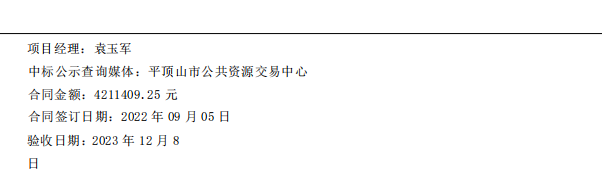 项目经理：袁玉军
中标公示查询媒体：平顶山市公共资源交易中心
合同金额：4211409.25 元
合同签订日期：2022 年 09 月 05 日
验收日期：2023 年 12 月 8
日